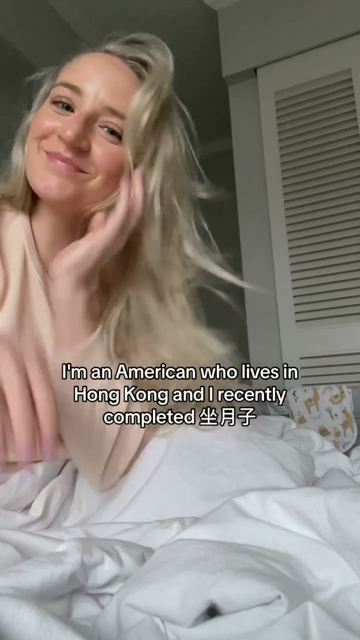 I'm an American who lives in
Hong Kong and I recently
completed 坐月子